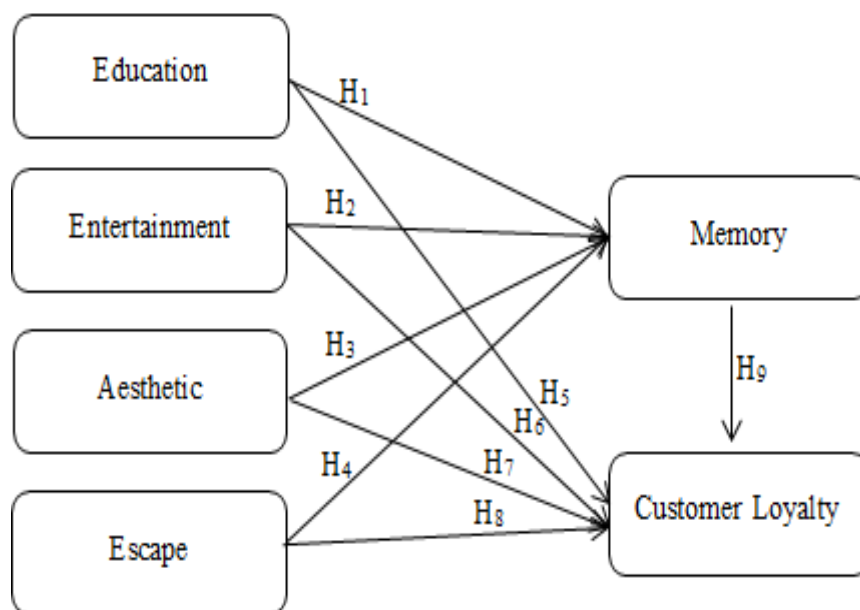 Education
H₁
Entertainment
H₂
Memory
Aesthetic
H₃
H₉
H₅
H₆
H₄
H₇
Escape
H₈
Customer Loyalty